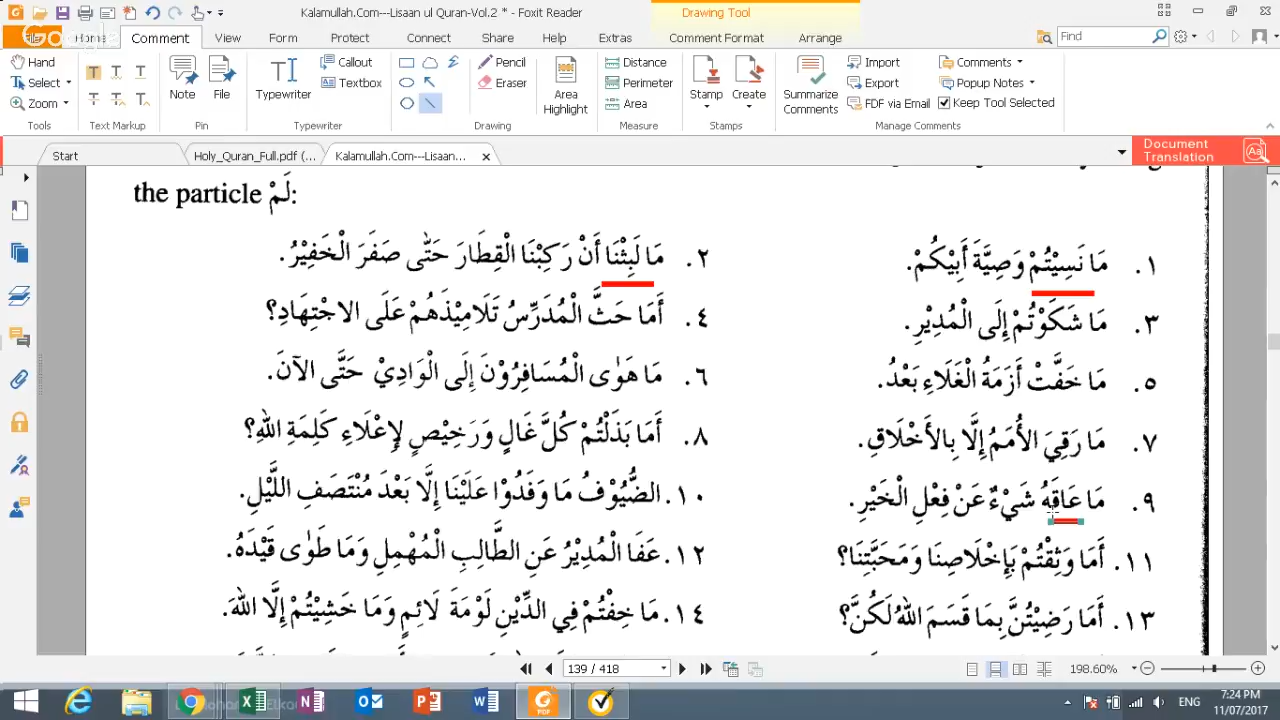 Kalamullah.Com---Lisaan ul Quran-Vol.2 * - Foxit Reader
Drawing Tool
Google
Home Comment View Form Protect Connect Share Help Extras Comment Format Arrange Find
Hand Callout Pencil Distance Import Comments
Select Textbox Eraser Perimeter Export Popup Notes
Zoom Note File Typewriter Area Highlight Area Stamp Create Summarize Comments FDF via Email Keep Tool Selected
Tools Text Markup Pin Typewriter Drawing Measure Stamps Manage Comments
Start Holy_Quran_Full.pdf (... Kalamullah.Com---Lisaan... Document Translation
the particle لَمْ:
١. مَا نَسِيْتُمْ وَصِيَّةَ أَبِيْكُمْ.
٢. مَا لَبِثْنَا أَنْ رَكِبْنَا الْقِطَارَ حَتّٰى صَفَرَ الْخَفِيْرُ.
٣. مَا شَكَوْتُمْ إِلَى الْمُدِيْرِ.
٤. أَمَا حَثَّ الْمُدَرِّسُ تَلَامِيْذَهُمْ عَلَى الاجْتِهَادِ؟
٥. مَا خَفَّتْ أَزمَةُ الْغَلَاءِ بَعْدُ.
٦. مَا هَوٰى الْمُسَافِرُوْنَ إِلَى الْوَادِيْ حَتَّى الآنَ.
٧. مَا رَقِيَ الأُمَمُ إِلَّا بِالأَخْلَاقِ.
٨. أَمَا بَذَلْتُمْ كُلَّ غَالٍ وَرَخِيْصٍ لِإعْلَاءِ كَلِمَةِ اللهِ؟
٩. مَا عَاقَهُ شَيْءٌ عَنْ فِعْلِ الْخَيْرِ.
١٠. الضُّيُوْفُ مَا وَفَدُوْا عَلَيْنَا إِلَّا بَعْدَ مُنْتَصَفِ اللَّيْلِ.
١١. أَمَا وَثِقْتُمْ بِإِخْلَاصِنَا وَمَحَبَّتِنَا؟
١٢. عَفَا الْمُدِيْرُ عَنِ الطَّالِبِ الْمُهْمِلِ وَمَا طَوٰى قَيْدَهُ.
١٣. أَمَا رَضِيْتُنَّ بِمَا قَسَمَ اللهُ لَكُنَّ؟
١٤. مَا خِفْتُمْ فِي الدِّيْنِ لَوْمَةَ لَائِمٍ وَمَا خَشِيْتُمْ إِلَّا اللهَ.
139 / 418
198.60%
ENG
7:24 PM
11/07/2017